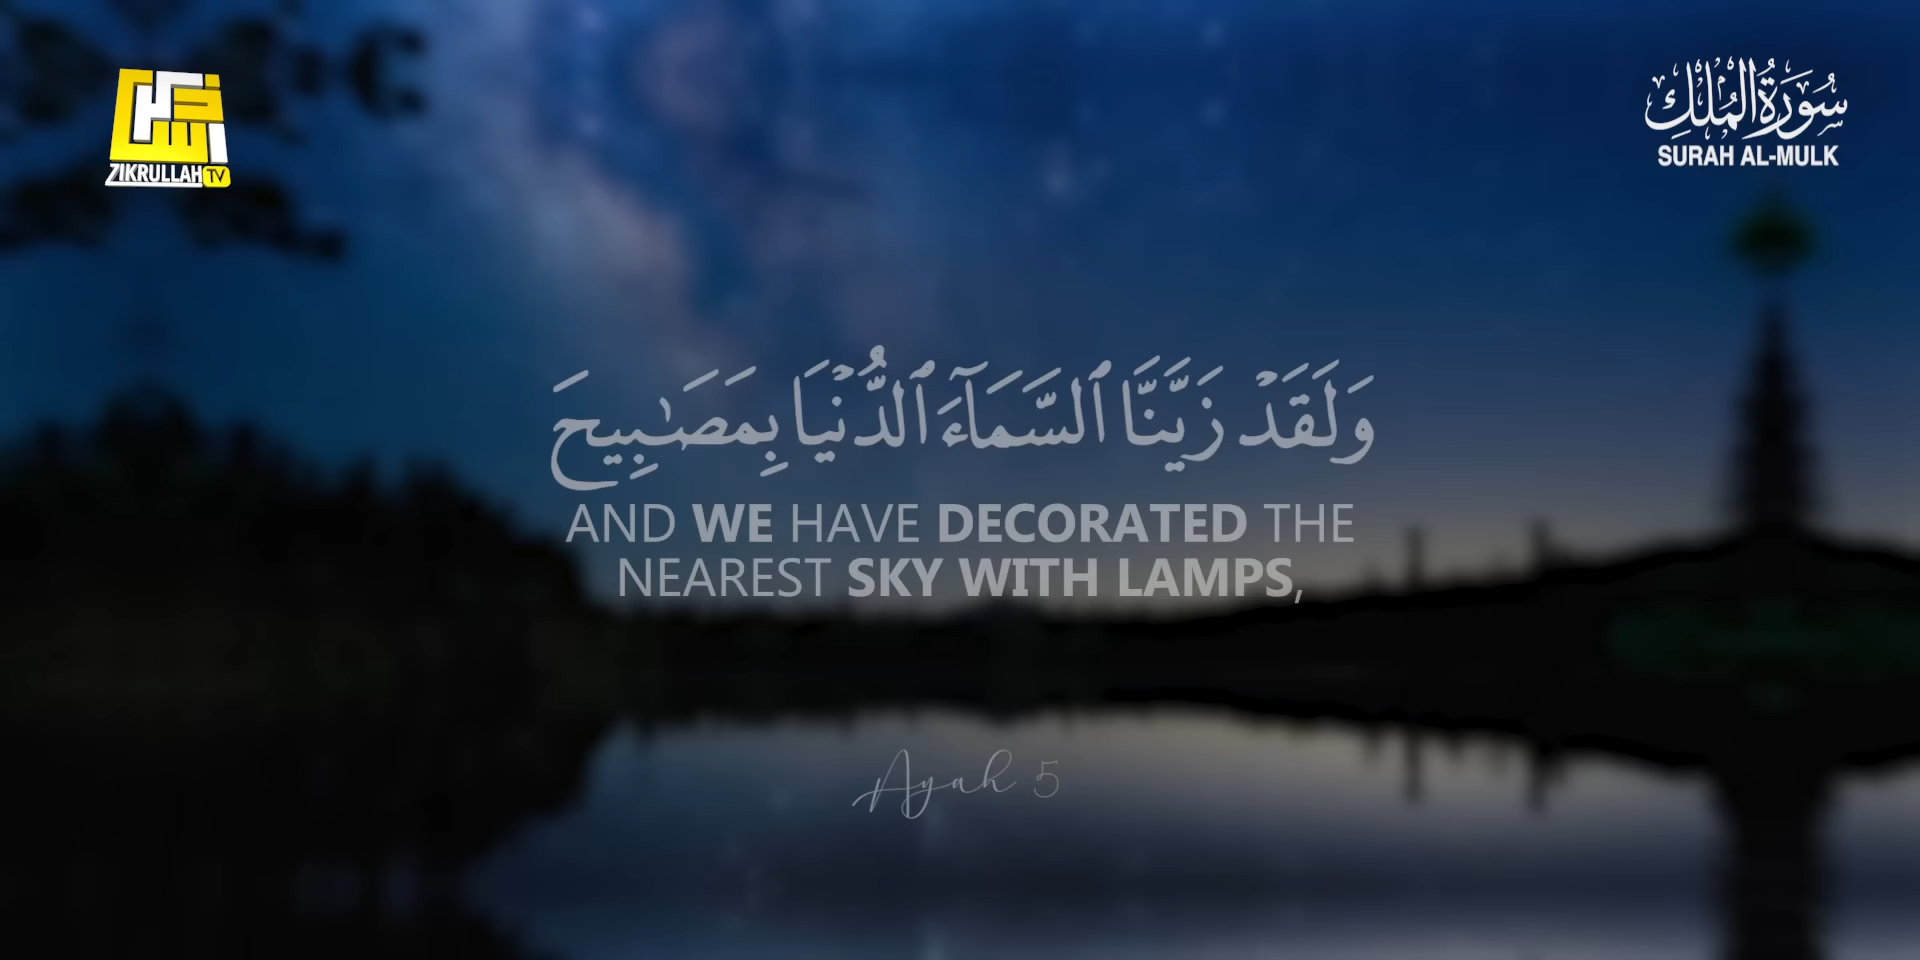 ZIKRULLAH TV
سُورَةُ المُلْكِ
SURAH AL-MULK
وَلَقَدْ زَيَّنَّا ٱلسَّمَآءَ ٱلدُّنْيَا بِمَصَـٰبِيحَ
AND WE HAVE DECORATED THE
NEAREST SKY WITH LAMPS,
Ayah 5